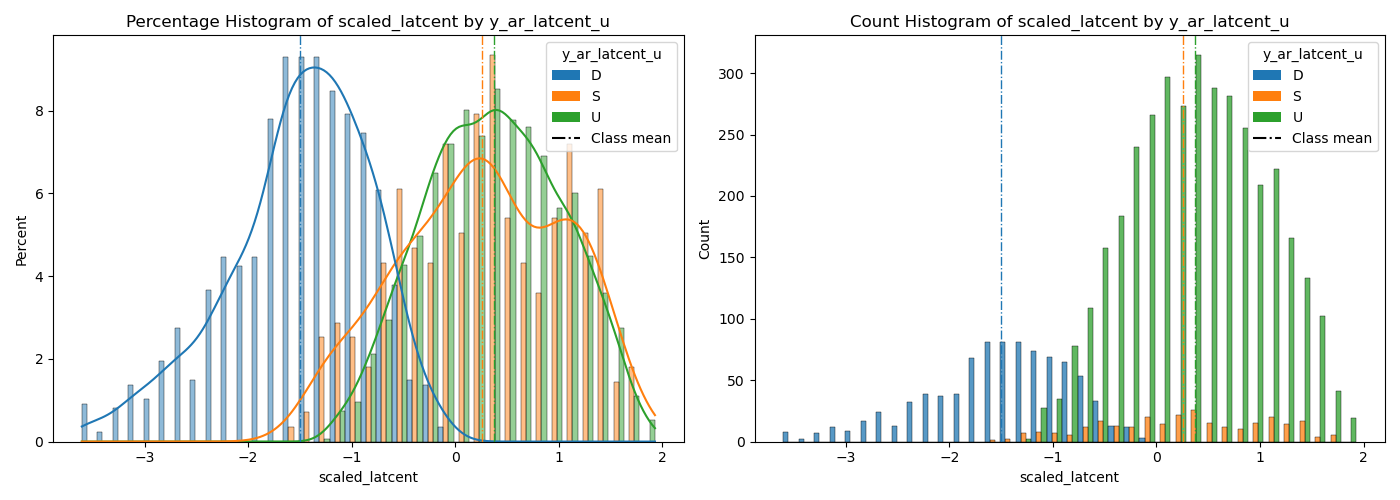 Percentage Histogram of scaled_latcent by y_ar_latcent_u
Percent
8
6
4
2
0
−3
−2
−1
0
1
2
scaled_latcent
y_ar_latcent_u
D
S
U
Class mean
Count Histogram of scaled_latcent by y_ar_latcent_u
Count
300
250
200
150
100
50
0
−3
−2
−1
0
1
2
scaled_latcent
y_ar_latcent_u
D
S
U
Class mean